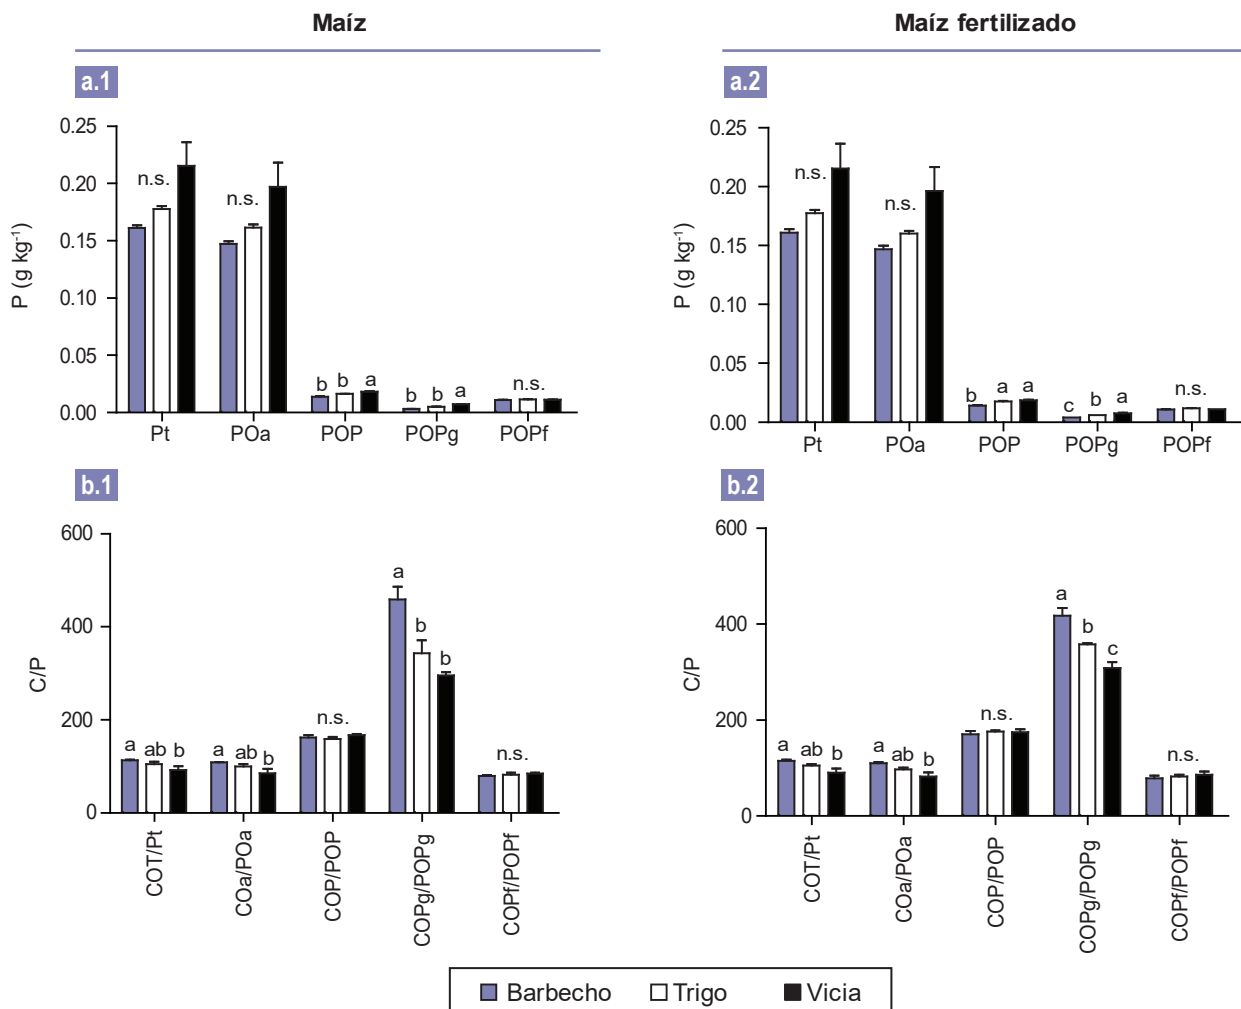 Maíz
Maíz fertilizado
a.1
a.2
P (g kg-1)
0.25
0.20
0.15
0.10
0.05
0.00
n.s.
n.s.
b b a
b b a
n.s.
Pt POa POP POPg POPf
P (g kg-1)
0.25
0.20
0.15
0.10
0.05
0.00
n.s.
n.s.
b a a
c b a
n.s.
Pt POa POP POPg POPf
b.1
b.2
C/P
600
400
200
0
a ab b
a ab b
n.s.
a b b
n.s.
COT/Pt
COa/POa
COP/POP
COPg/POPg
COPf/POPf
C/P
600
400
200
0
a ab b
a ab b
n.s.
a b c
n.s.
COT/Pt
COa/POa
COP/POP
COPg/POPg
COPf/POPf
Barbecho Trigo Vicia